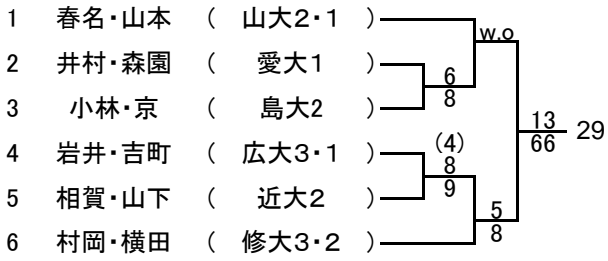 1 春名・山本 ( 山大2・1 )
w.o
2 井村・森園 ( 愛大1 )
6
8
3 小林・京 ( 島大2 )
13
66
29
4 岩井・吉町 ( 広大3・1 )
(4)
8
9
5 相賀・山下 ( 近大2 )
5
8
6 村岡・横田 ( 修大3・2 )